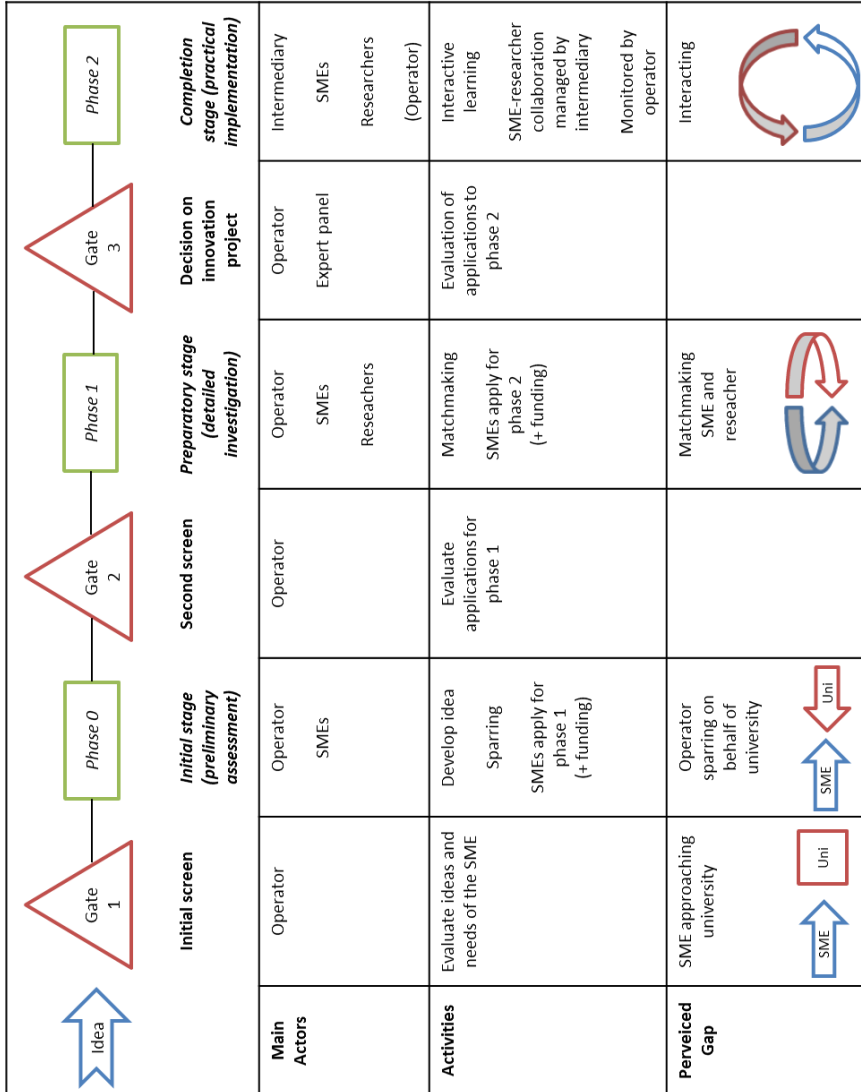 Idea
Gate
1
Phase 0
Gate
2
Phase 1
Gate
3
Phase 2
Initial screen
Initial stage
(preliminary
assessment)
Second screen
Preparatory stage
(detailed
investigation)
Decision on
innovation
project
Completion
stage (practical
implementation)
Main
Actors
Operator
Operator
SMEs
Operator
Operator
SMEs
Reseachers
Operator
Expert panel
Intermediary
SMEs
Researchers
(Operator)
Activities
Evaluate ideas and
needs of the SME
Develop idea
Sparring
SMEs apply for
phase 1
(+ funding)
Evaluate
applications for
phase 1
Matchmaking
SMEs apply for
phase 2
(+ funding)
Evaluation of
applications to
phase 2
Interactive
learning
SME-researcher
collaboration
managed by
intermediary
Monitored by
operator
Perveiced
Gap
SME approaching
university
SME
Uni
Operator
sparring on
behalf of
university
SME
Uni
Matchmaking
SME and
reseacher
Interacting